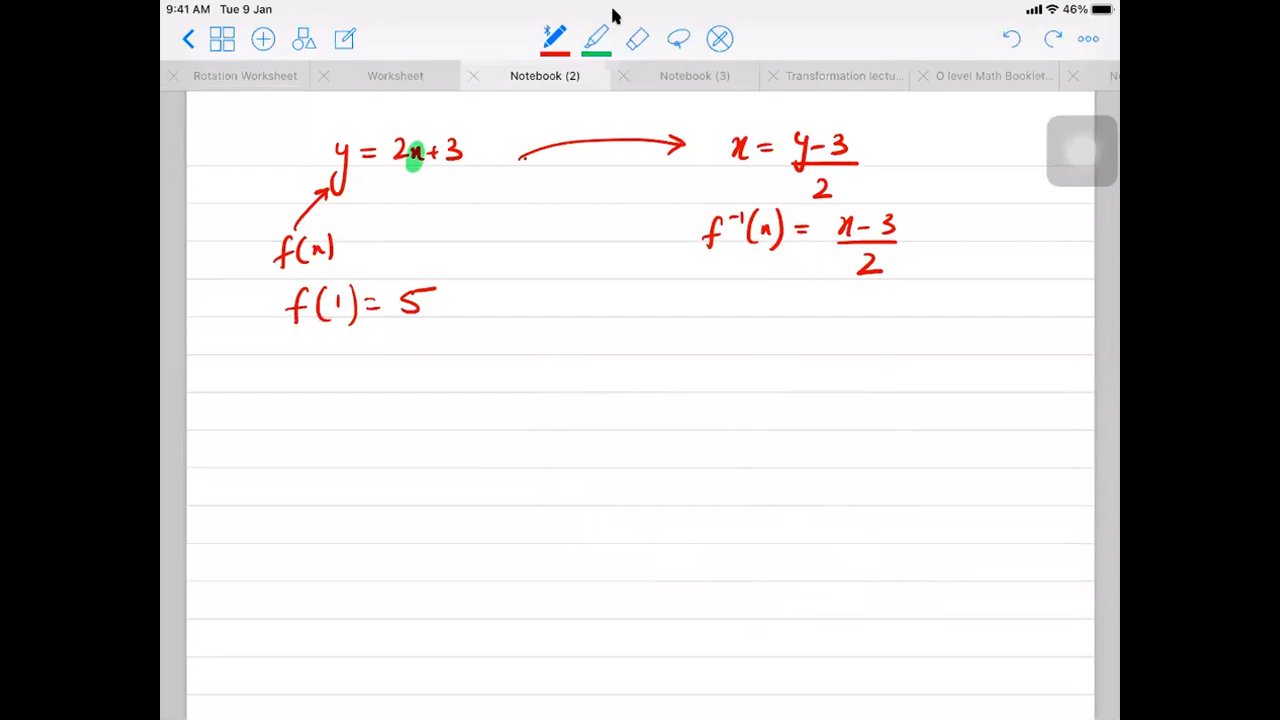 9:41 AM Tue 9 Jan 46%
Rotation Worksheet Worksheet Notebook (2) Notebook (3) Transformation lectu... O level Math Booklet...
y = 2x+3 x = y-3/2
f(x) f⁻¹(x) = x-3/2
f(1) = 5